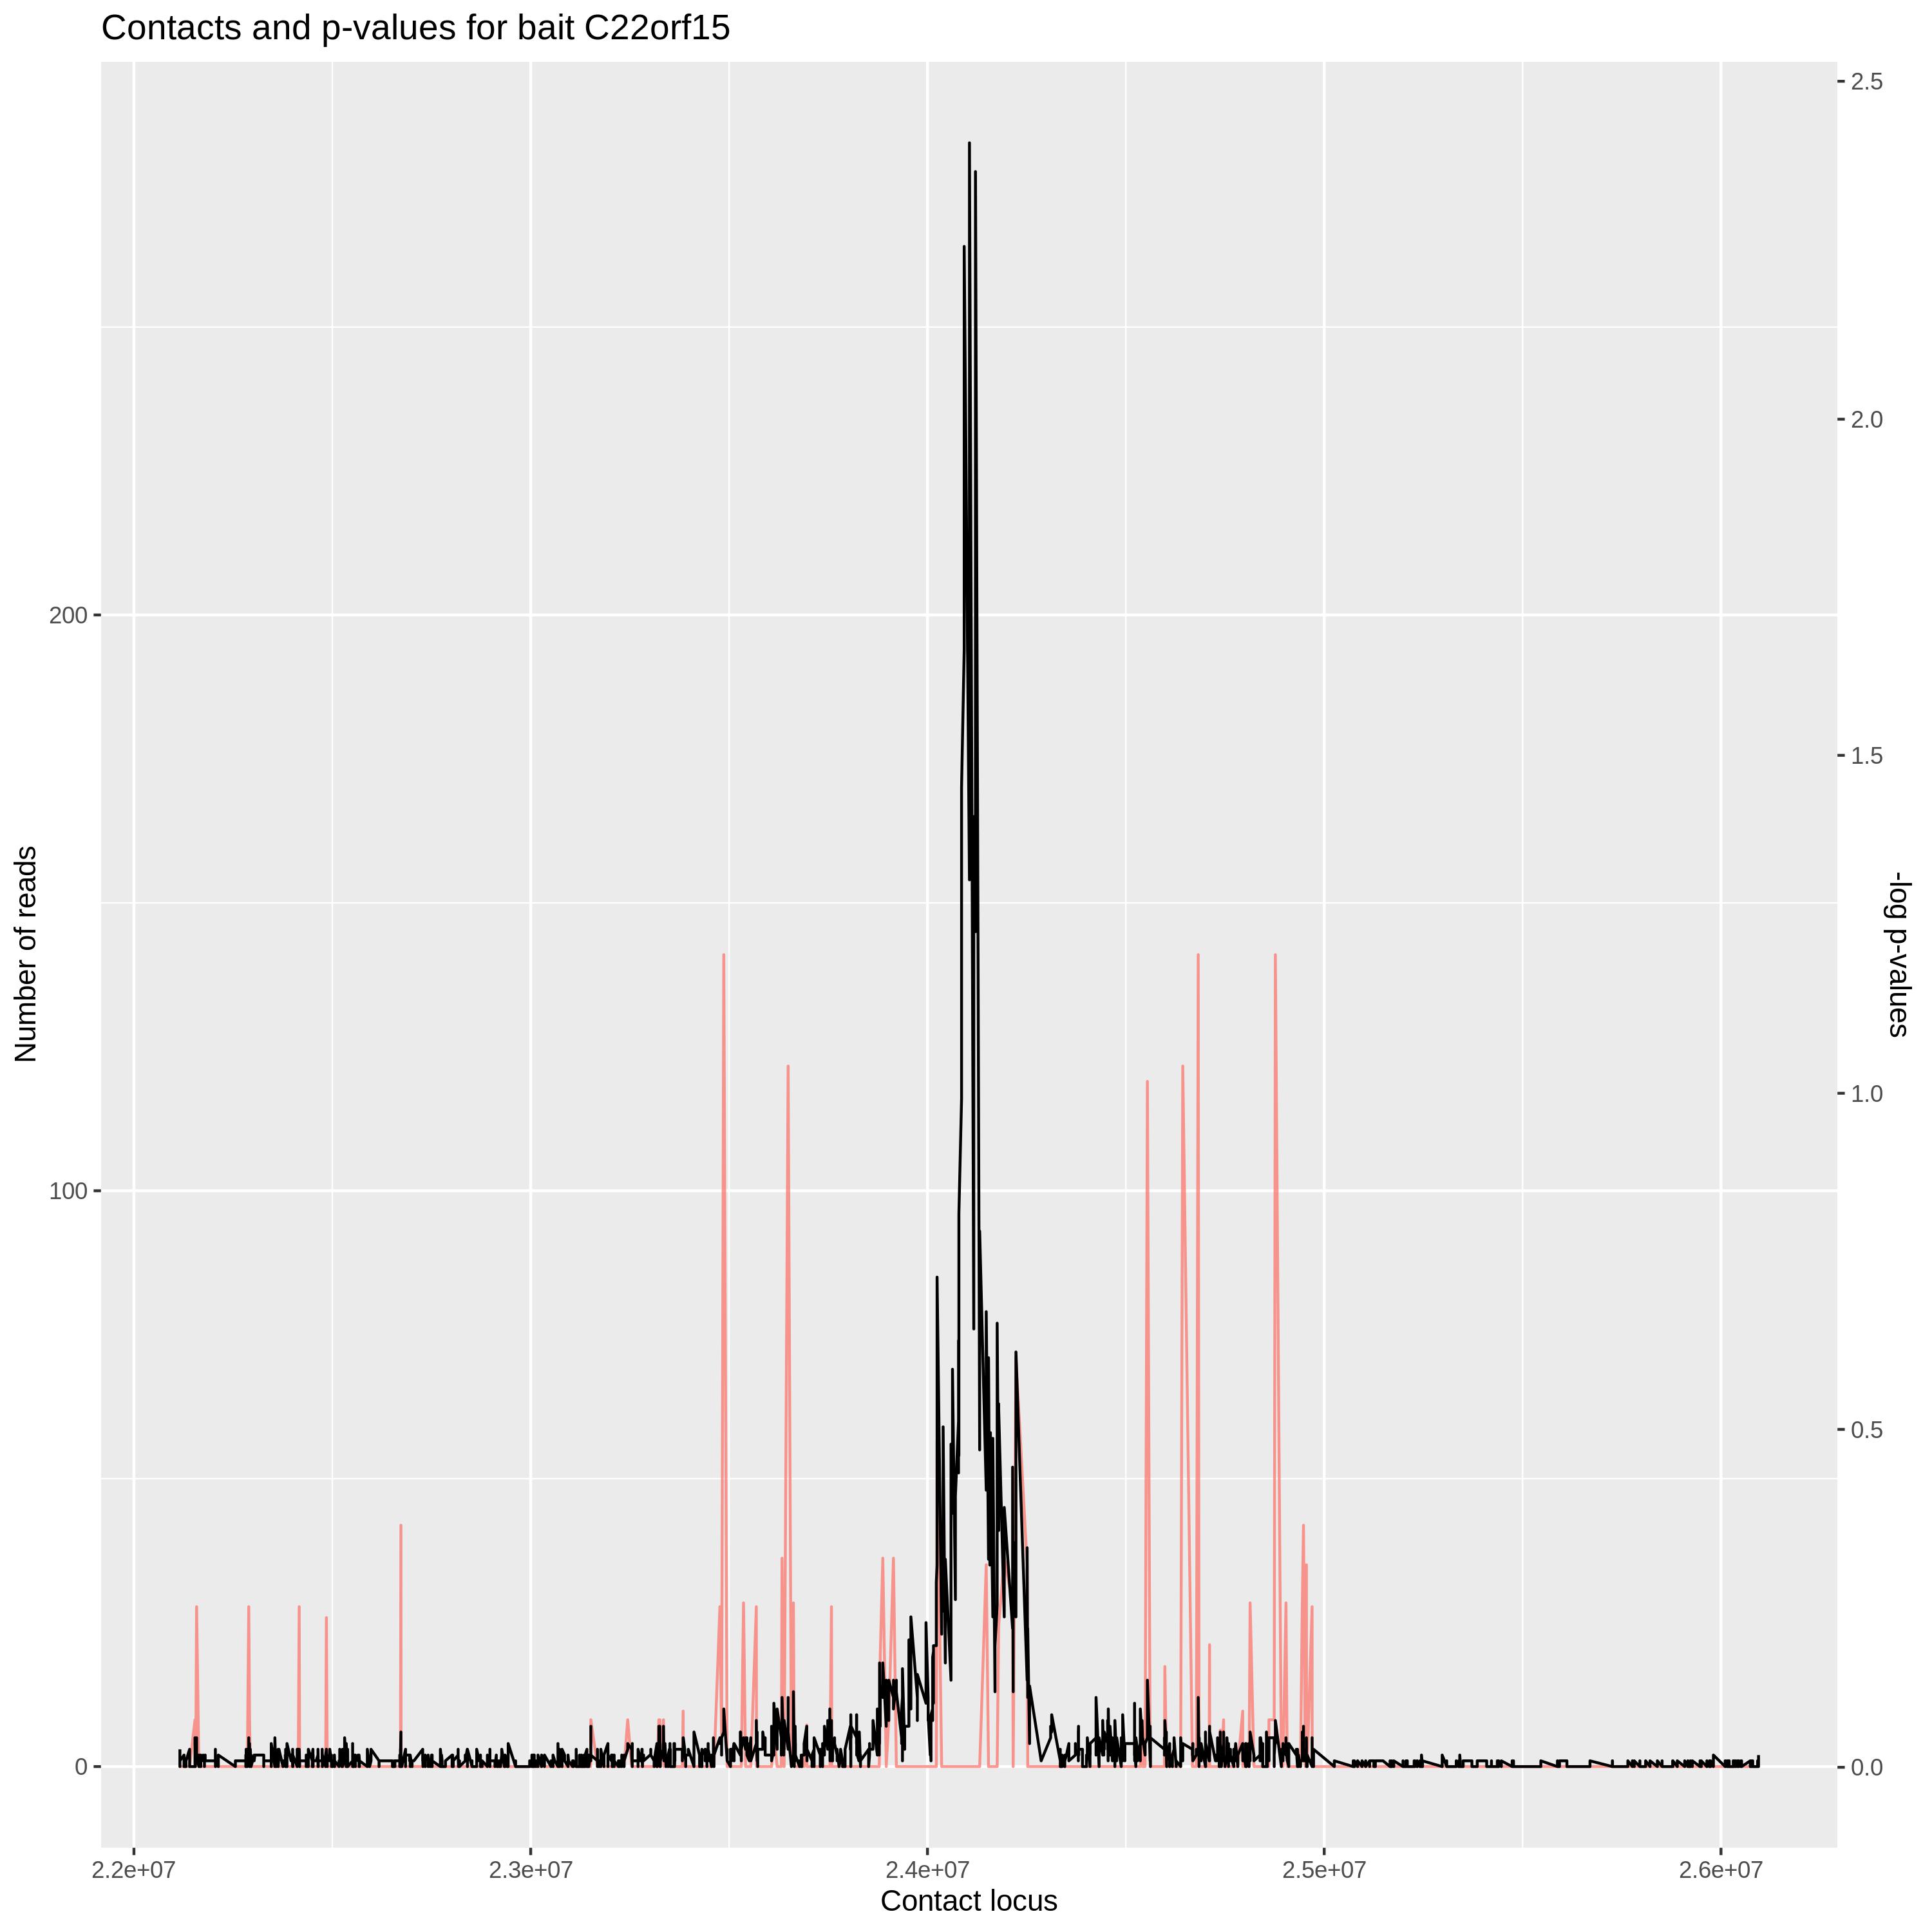 Contacts and p-values for bait C22orf15
Number of reads
200
100
0
2.5
2.0
1.5
1.0
0.5
0.0
-log p-values
2.2e+07
2.3e+07
2.4e+07
2.5e+07
2.6e+07
Contact locus